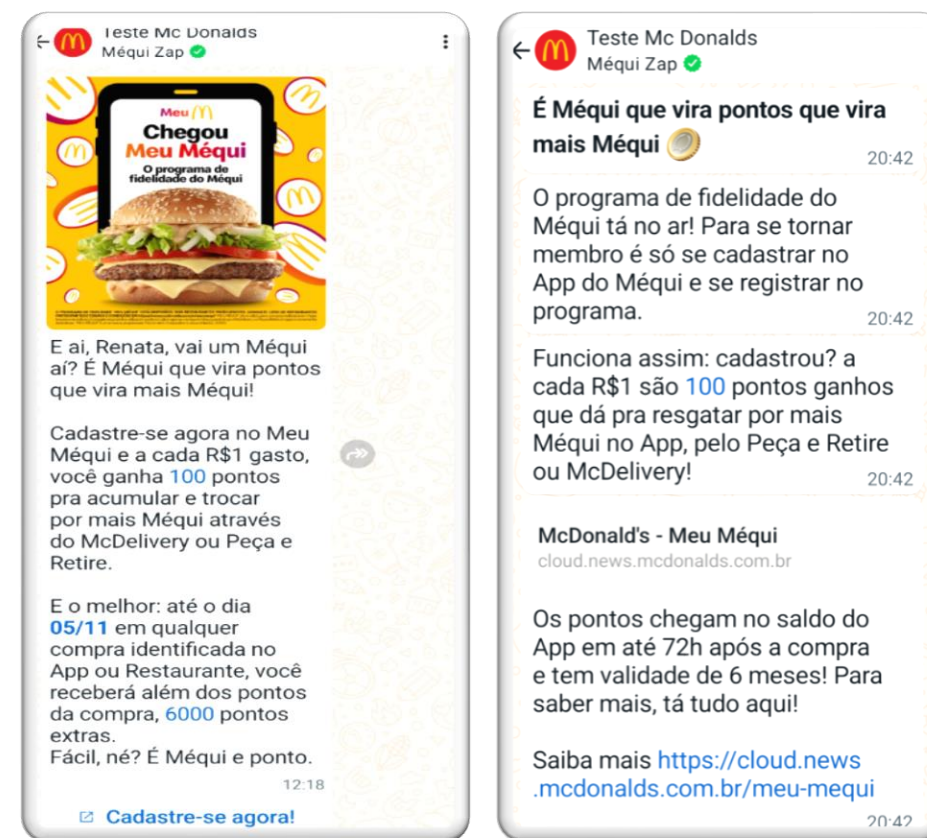 Teste Mc Donalds
Méqui Zap
Meu
Chegou
Meu Méqui
O programa de
fidelidade do Méqui
E ai, Renata, vai um Méqui
aí? É Méqui que vira pontos
que vira mais Méqui!
Cadastre-se agora no Meu
Méqui e a cada R$1 gasto,
você ganha 100 pontos
pra acumular e trocar
por mais Méqui através
do McDelivery ou Peça e
Retire.
E o melhor: até o dia
05/11 em qualquer
compra identificada no
App ou Restaurante, você
receberá além dos pontos
da compra, 6000 pontos
extras.
Fácil, né? É Méqui e ponto.
12:18
Cadastre-se agora!
Teste Mc Donalds
Méqui Zap
É Méqui que vira pontos que vira
mais Méqui
20:42
O programa de fidelidade do
Méqui tá no ar! Para se tornar
membro é só se cadastrar no
App do Méqui e se registrar no
programa.
20:42
Funciona assim: cadastrou? a
cada R$1 são 100 pontos ganhos
que dá pra resgatar por mais
Méqui no App, pelo Peça e Retire
ou McDelivery!
20:42
McDonald's - Meu Méqui
cloud.news.mcdonalds.com.br
Os pontos chegam no saldo do
App em até 72h após a compra
e tem validade de 6 meses! Para
saber mais, tá tudo aqui!
Saiba mais https://cloud.news
.mcdonalds.com.br/meu-mequi
20:42